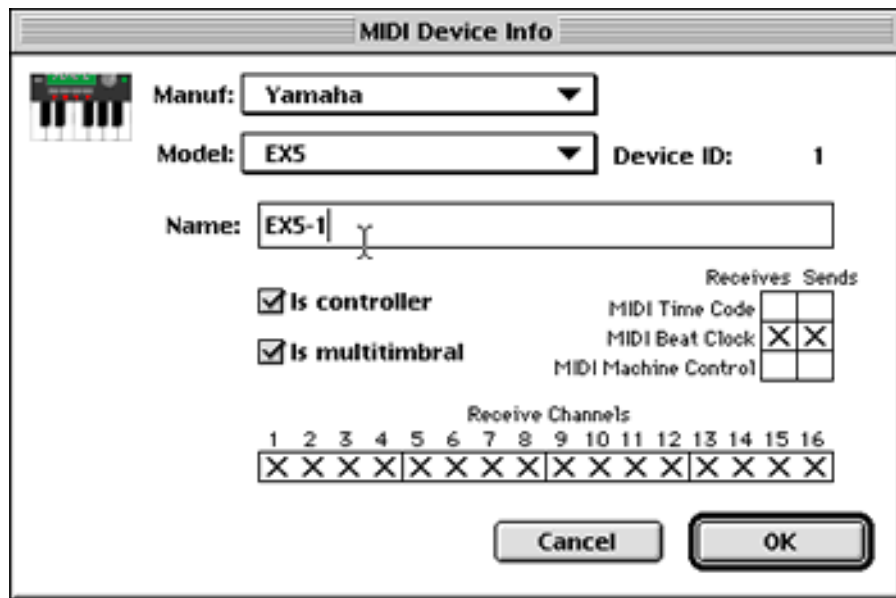 MIDI Device Info
Manuf: Yamaha
Model: EX5 Device ID: 1
Name: EX5-1
Receives Sends
Is controller
MIDI Time Code
MIDI Beat Clock
Is multitimbral
MIDI Machine Control
Receive Channels
1 2 3 4 5 6 7 8 9 10 11 12 13 14 15 16
Cancel OK